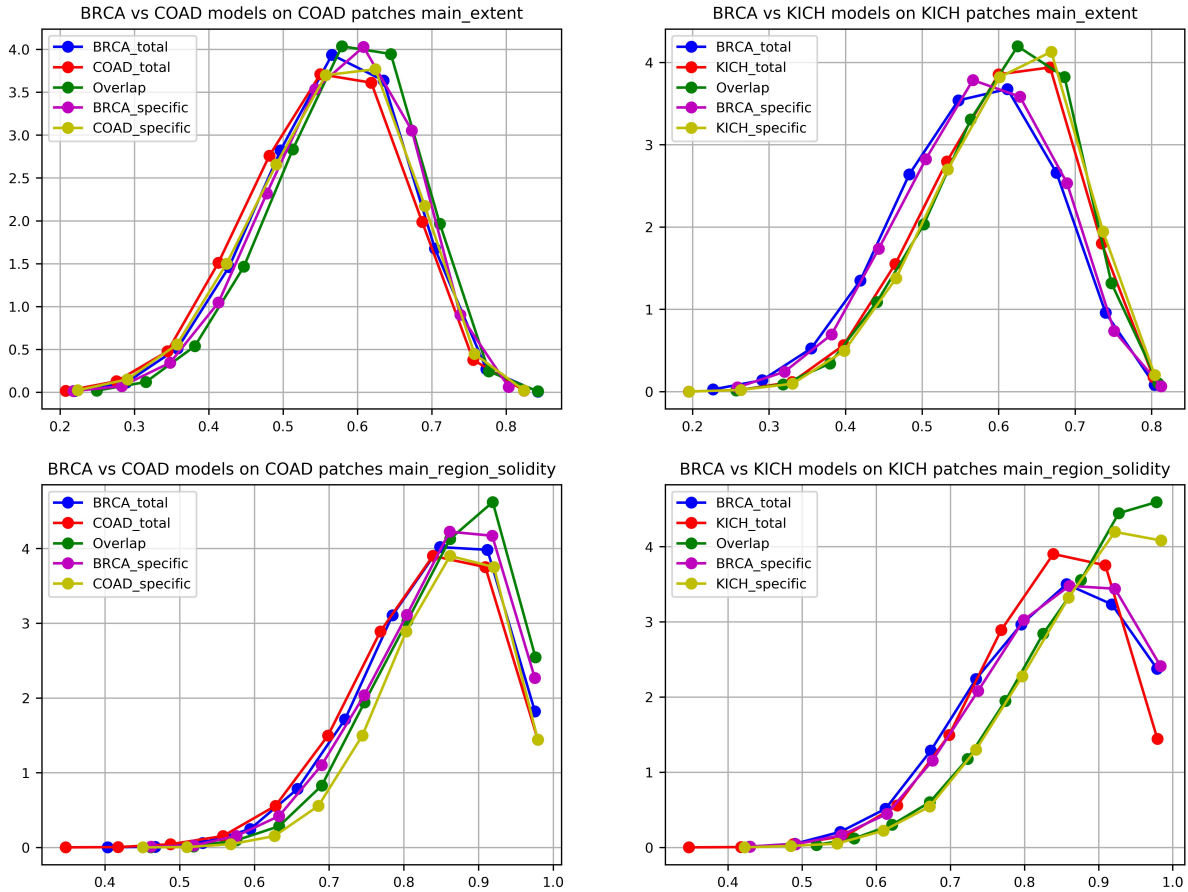 BRCA vs COAD models on COAD patches main_extent
BRCA_total
COAD_total
Overlap
BRCA_specific
COAD_specific
4.0
3.5
3.0
2.5
2.0
1.5
1.0
0.5
0.0
0.2 0.3 0.4 0.5 0.6 0.7 0.8
BRCA vs KICH models on KICH patches main_extent
BRCA_total
KICH_total
Overlap
BRCA_specific
KICH_specific
4
3
2
1
0
0.2 0.3 0.4 0.5 0.6 0.7 0.8
BRCA vs COAD models on COAD patches main_region_solidity
BRCA_total
COAD_total
Overlap
BRCA_specific
COAD_specific
4
3
2
1
0
0.4 0.5 0.6 0.7 0.8 0.9 1.0
BRCA vs KICH models on KICH patches main_region_solidity
BRCA_total
KICH_total
Overlap
BRCA_specific
KICH_specific
4
3
2
1
0
0.4 0.5 0.6 0.7 0.8 0.9 1.0